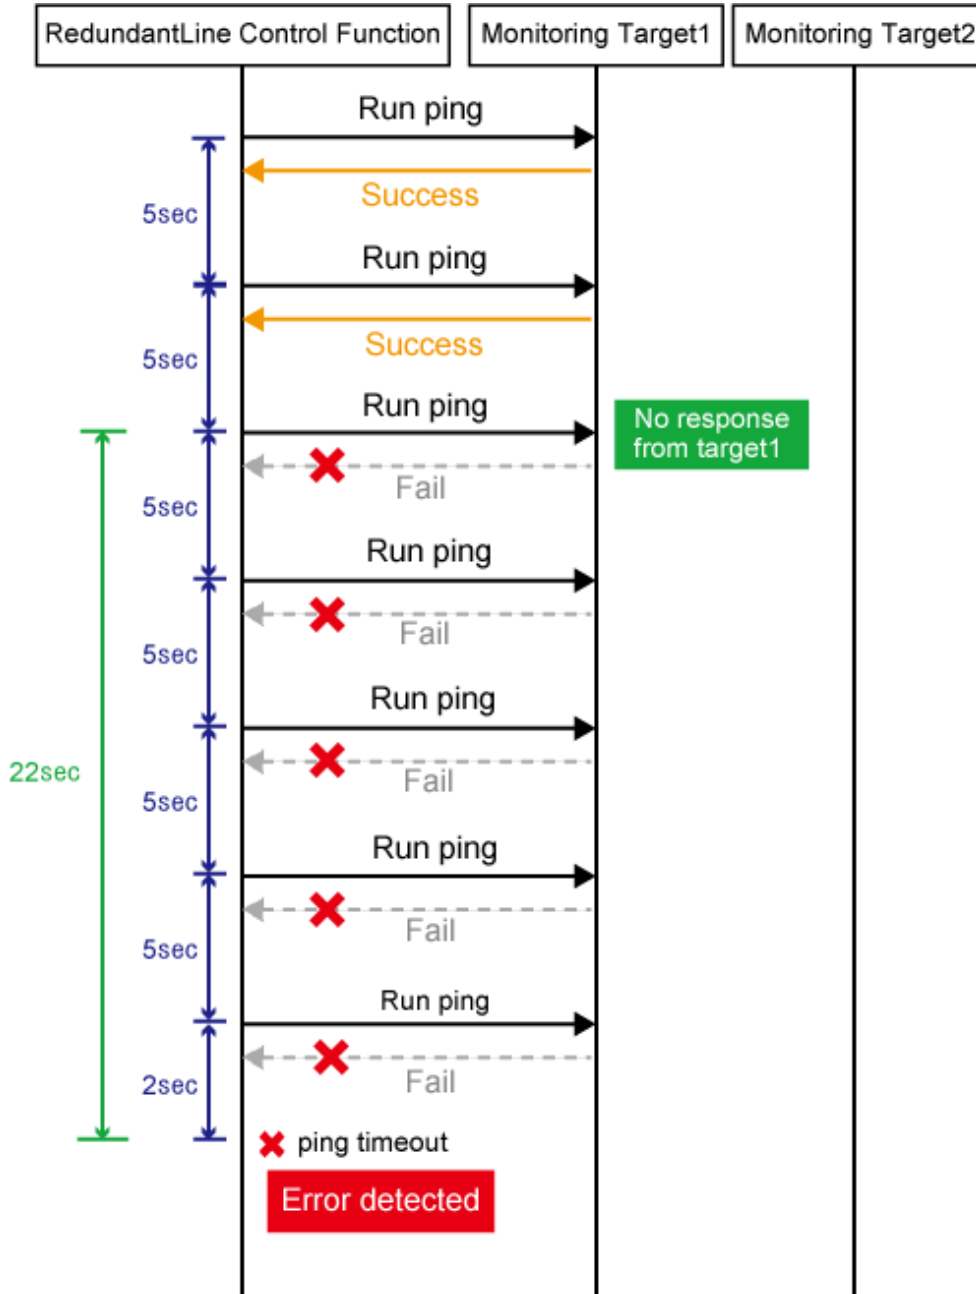 RedundantLine Control Function
Monitoring Target1
Monitoring Target2
Run ping
Success
5sec
Run ping
Success
5sec
Run ping
No response
from target1
Fail
5sec
Run ping
Fail
5sec
Run ping
22sec
Fail
5sec
Run ping
Fail
5sec
Run ping
Fail
2sec
ping timeout
Error detected